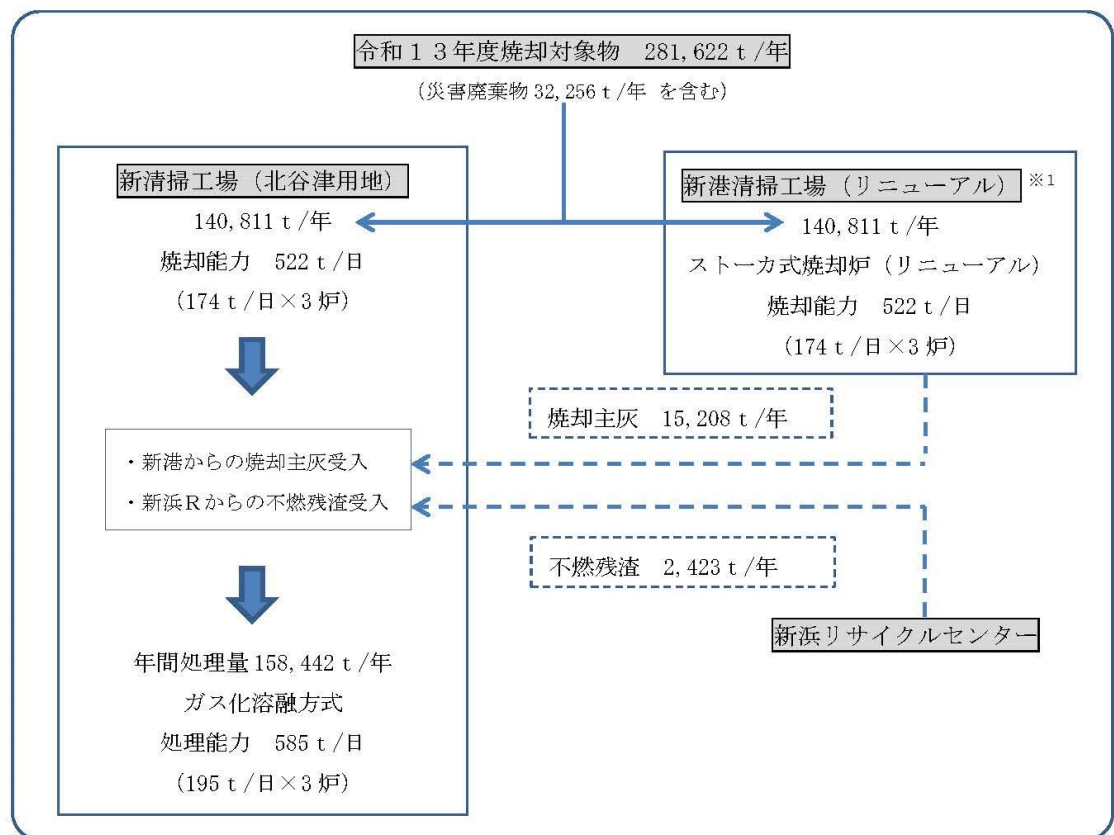 令和１３年度焼却対象物　281,622ｔ/年
（災害廃棄物32,256ｔ/年 を含む）
新清掃工場（北谷津用地）
140,811ｔ/年
焼却能力　522ｔ/日
（174ｔ/日×3炉）
新港清掃工場（リニューアル）※1
140,811ｔ/年
ストーカ式焼却炉（リニューアル）
焼却能力　522ｔ/日
（174ｔ/日×3炉）
焼却主灰　15,208ｔ/年
・新港からの焼却主灰受入
・新浜Ｒからの不燃残渣受入
不燃残渣　2,423ｔ/年
新浜リサイクルセンター
年間処理量158,442ｔ/年
ガス化溶融方式
処理能力　585ｔ/日
（195ｔ/日×3炉）